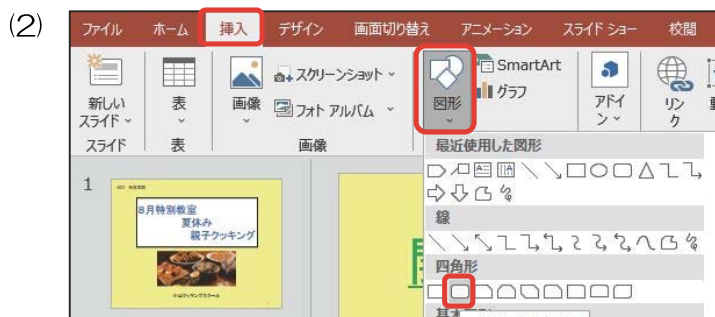 (2)
ファイル ホーム 挿入 デザイン 画面切り替え アニメーション スライド ショー 校閲
新しい
スライド
表
画像
スクリーンショット
フォト アルバム
図形
SmartArt
グラフ
アドイ
ン
リン
ク
スライド 表 画像
最近使用した図形
線
四角形
1
8月特別教室
夏休み
親子クッキング